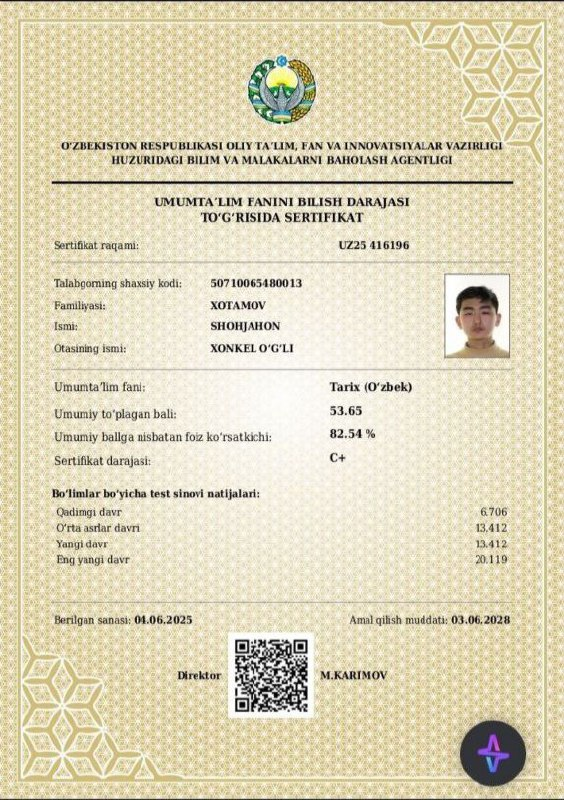 O‘ZBEKISTON RESPUBLIKASI OLIY TA’LIM, FAN VA INNOVATSIYALAR VAZIRLIGI
HUZURIDAGI BILIM VA MALAKALARNI BAHOLASH AGENTLIGI
UMUMTA’LIM FANINI BILISH DARAJASI
TO‘G‘RISIDA SERTIFIKAT
Sertifikat raqami: UZ25 416196
Talabgorning shaxsiy kodi: 50710065480013
Familiyasi: XOTAMOV
Ismi: SHOHJAHON
Otasining ismi: XONKEL O‘G‘LI
Umumta’lim fani: Tarix (O‘zbek)
Umumiy to‘plagan bali: 53.65
Umumiy ballga nisbatan foiz ko‘rsatkichi: 82.54 %
Sertifikat darajasi: C+
Bo‘limlar bo‘yicha test sinovi natijalari:
Qadimgi davr 6.706
O‘rta asrlar davri 13.412
Yangi davr 13.412
Eng yangi davr 20.119
Berilgan sanasi: 04.06.2025 Amal qilish muddati: 03.06.2028
Direktor M.KARIMOV